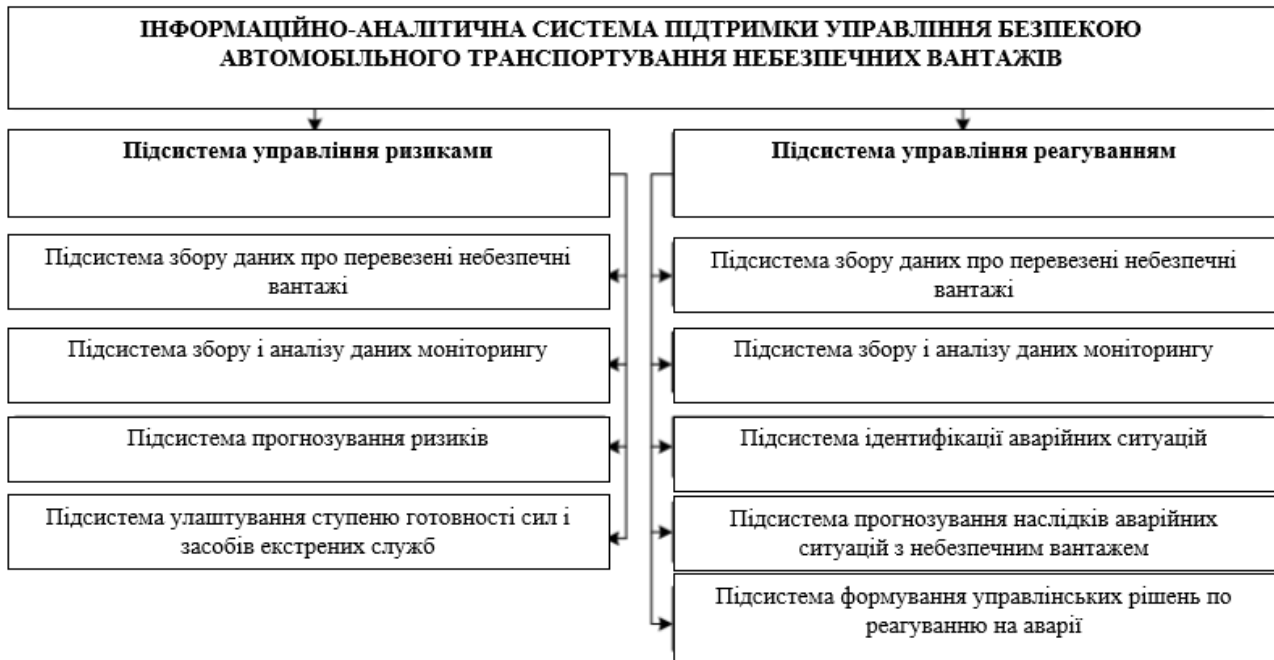 ІНФОРМАЦІЙНО-АНАЛІТИЧНА СИСТЕМА ПІДТРИМКИ УПРАВЛІННЯ БЕЗПЕКОЮ
АВТОМОБІЛЬНОГО ТРАНСПОРТУВАННЯ НЕБЕЗПЕЧНИХ ВАНТАЖІВ
Підсистема управління ризиками
Підсистема збору даних про перевезені небезпечні
вантажі
Підсистема збору і аналізу даних моніторингу
Підсистема прогнозування ризиків
Підсистема улаштування ступеню готовності сил і
засобів екстрених служб
Підсистема управління реагуванням
Підсистема збору даних про перевезені небезпечні
вантажі
Підсистема збору і аналізу даних моніторингу
Підсистема ідентифікації аварійних ситуацій
Підсистема прогнозування наслідків аварійних
ситуацій з небезпечним вантажем
Підсистема формування управлінських рішень по
реагуванню на аварії